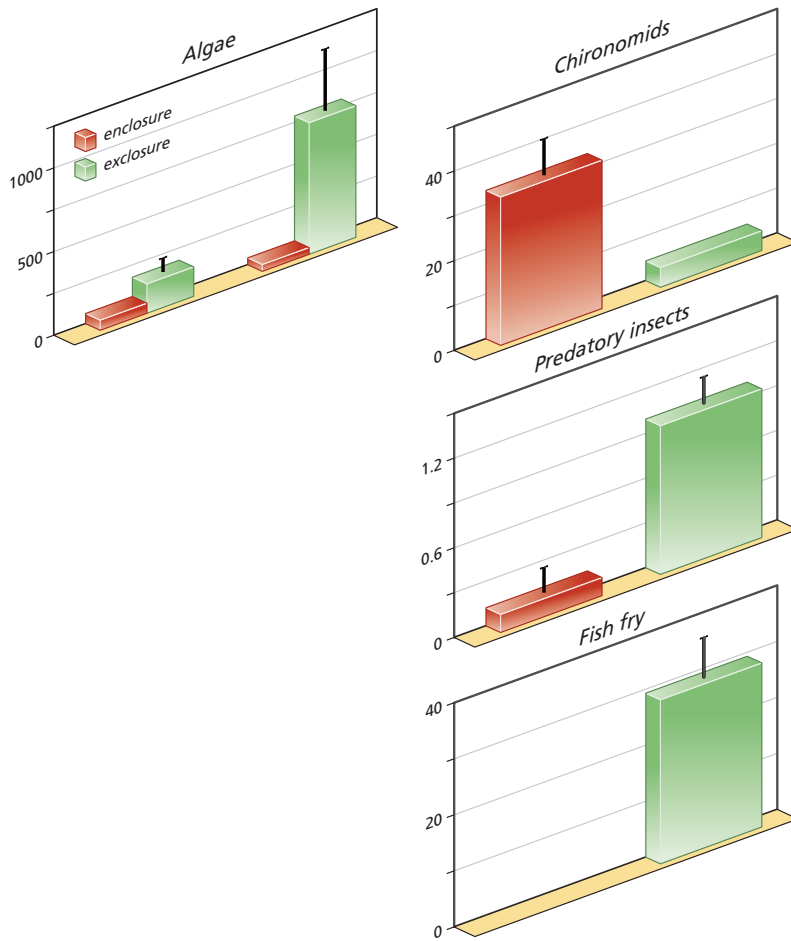 Algae
enclosure
exclosure
1000
500
0
Chironomids
40
20
0
Predatory insects
1.2
0.6
0
Fish fry
40
20
0